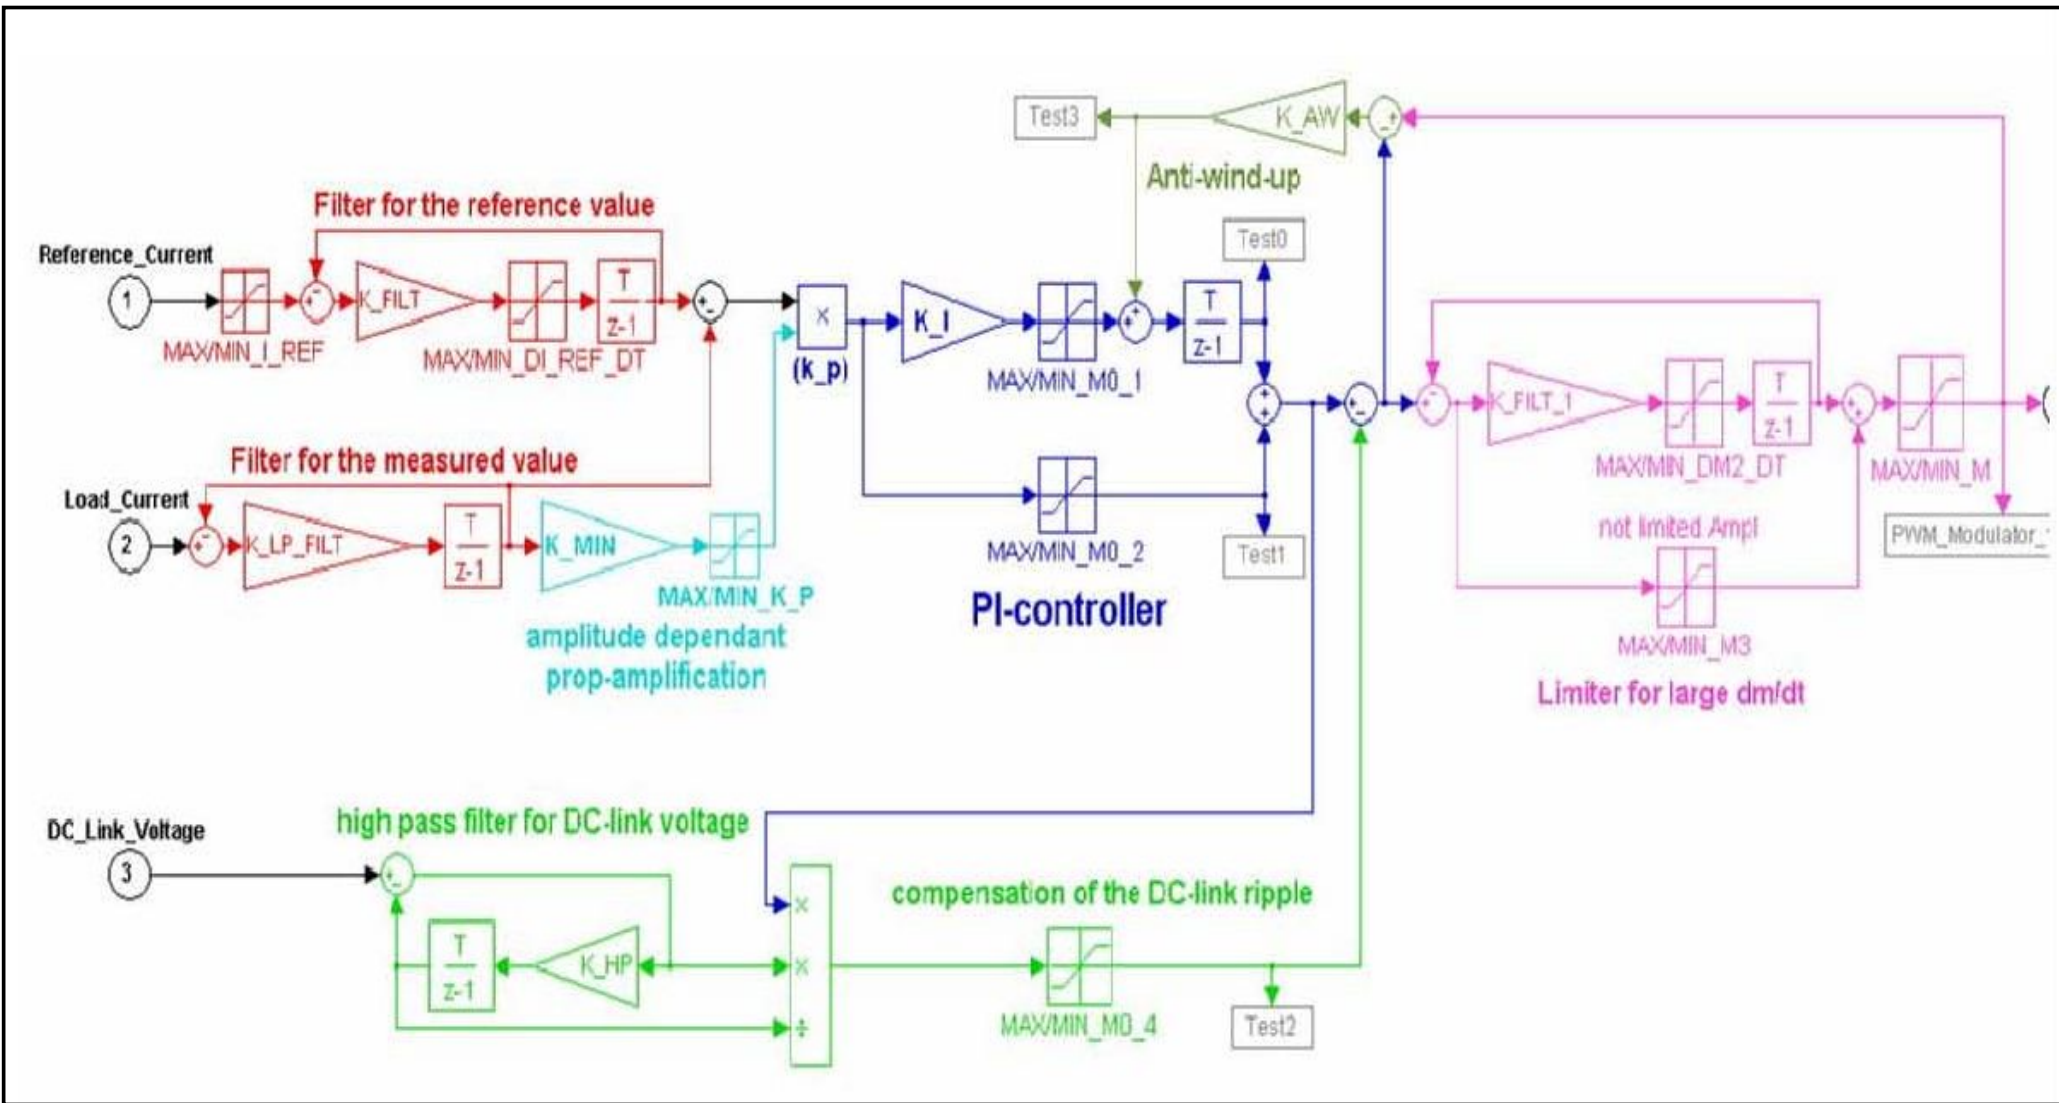 Test3
K_AW
- +
Anti-wind-up
Filter for the reference value
Test0
Reference_Current
1
+ -
K_FILT
T
z-1
+ -
×
K_I
+ +
T
z-1
MAX/MIN_I_REF
MAX/MIN_DI_REF_DT
(k_p)
MAX/MIN_M0_1
+ +
+ -
+ -
K_FILT_1
T
z-1
+ +
MAX/MIN_DM2_DT
MAX/MIN_M
Filter for the measured value
Load_Current
2
+ -
K_LP_FILT
T
z-1
K_MIN
MAX/MIN_K_P
amplitude dependant
prop-amplification
MAX/MIN_M0_2
Test1
PI-controller
not limited Ampl
PWM_Modulator_
MAX/MIN_M3
Limiter for large dm/dt
high pass filter for DC-link voltage
DC_Link_Voltage
3
+ -
T
z-1
K_HP
×
×
÷
compensation of the DC-link ripple
MAX/MIN_M0_4
Test2